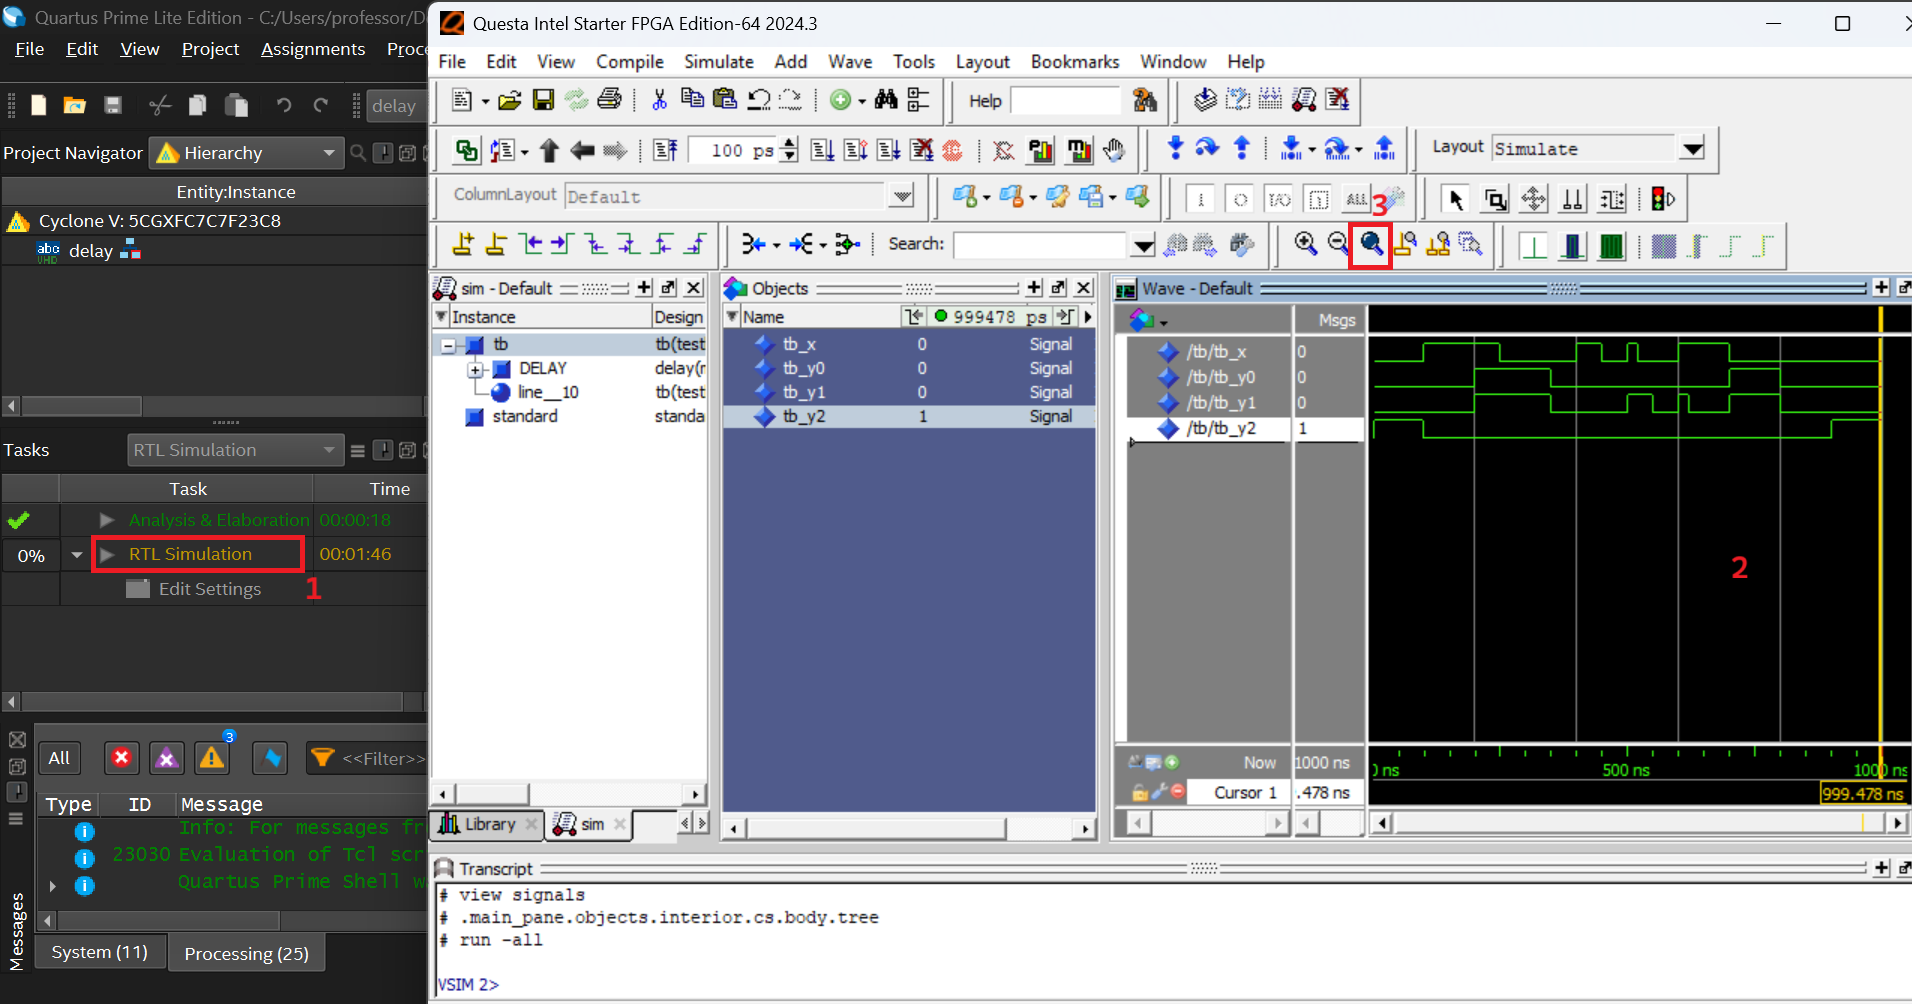 Quartus Prime Lite Edition - C:/Users/professor/D
File Edit View Project Assignments Proce
delay
Project Navigator Hierarchy
Entity:Instance
Cyclone V: 5CGXFC7C7F23C8
abc
VHD
delay
Tasks RTL Simulation
Task Time
Analysis & Elaboration 00:00:18
0% RTL Simulation 00:01:46
Edit Settings 1
3
All <<Filter>>
Type ID Message
Info: For messages fr
23030 Evaluation of Tcl scr
Quartus Prime Shell w
Messages
System (11) Processing (25)
Questa Intel Starter FPGA Edition-64 2024.3
File Edit View Compile Simulate Add Wave Tools Layout Bookmarks Window Help
Help
100 ps
Layout Simulate
ColumnLayout Default
ALL
3
Search:
sim - Default
Instance Design
tb tb(test
DELAY delay(r
line__10 tb(test
standard standa
Library sim
Objects
Name 999478 ps
tb_x 0 Signal
tb_y0 0 Signal
tb_y1 0 Signal
tb_y2 1 Signal
Wave - Default
Msgs
/tb/tb_x 0
/tb/tb_y0 0
/tb/tb_y1 0
/tb/tb_y2 1
2
Now 1000 ns
Cursor 1 .478 ns
ns 500 ns 1000 ns
999.478 ns
Transcript
# view signals
# .main_pane.objects.interior.cs.body.tree
# run -all
VSIM 2>